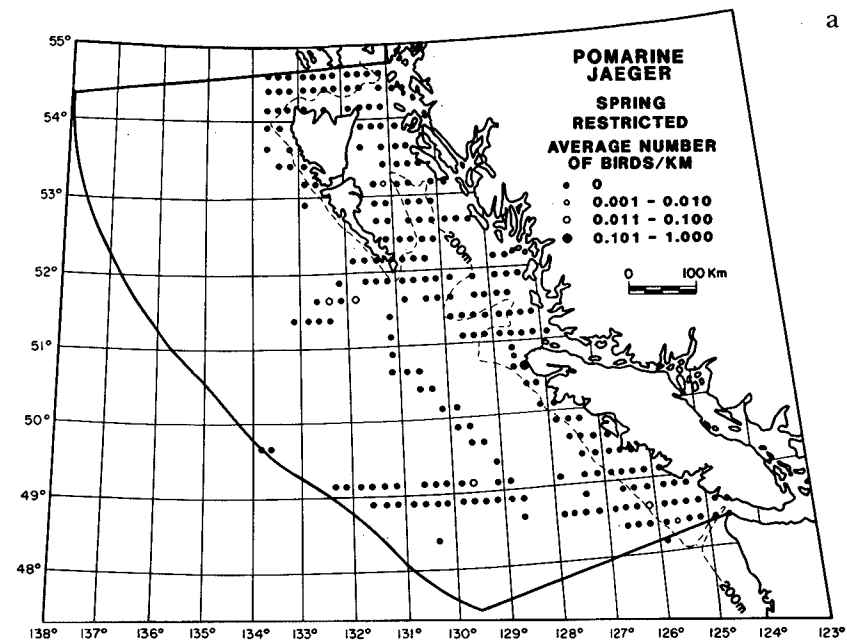 a
POMARINE
JAEGER
SPRING
RESTRICTED
AVERAGE NUMBER
OF BIRDS/KM
0
0.001 - 0.010
0.011 - 0.100
0.101 - 1.000
0 100 Km
55°
54°
53°
52°
51°
50°
49°
48°
200m
200m
138° 137° 136° 135° 134° 133° 132° 131° 130° 129° 128° 127° 126° 125° 124° 123°